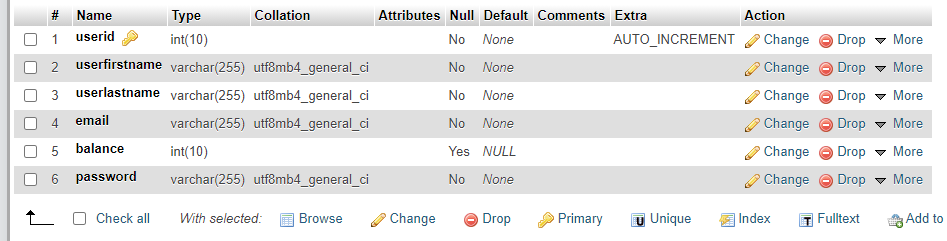 # Name Type Collation Attributes Null Default Comments Extra Action
1 userid int(10) No None AUTO_INCREMENT Change Drop More
2 userfirstname varchar(255) utf8mb4_general_ci No None Change Drop More
3 userlastname varchar(255) utf8mb4_general_ci No None Change Drop More
4 email varchar(255) utf8mb4_general_ci No None Change Drop More
5 balance int(10) Yes NULL Change Drop More
6 password varchar(255) utf8mb4_general_ci No None Change Drop More
Check all With selected: Browse Change Drop Primary Unique Index Fulltext Add to